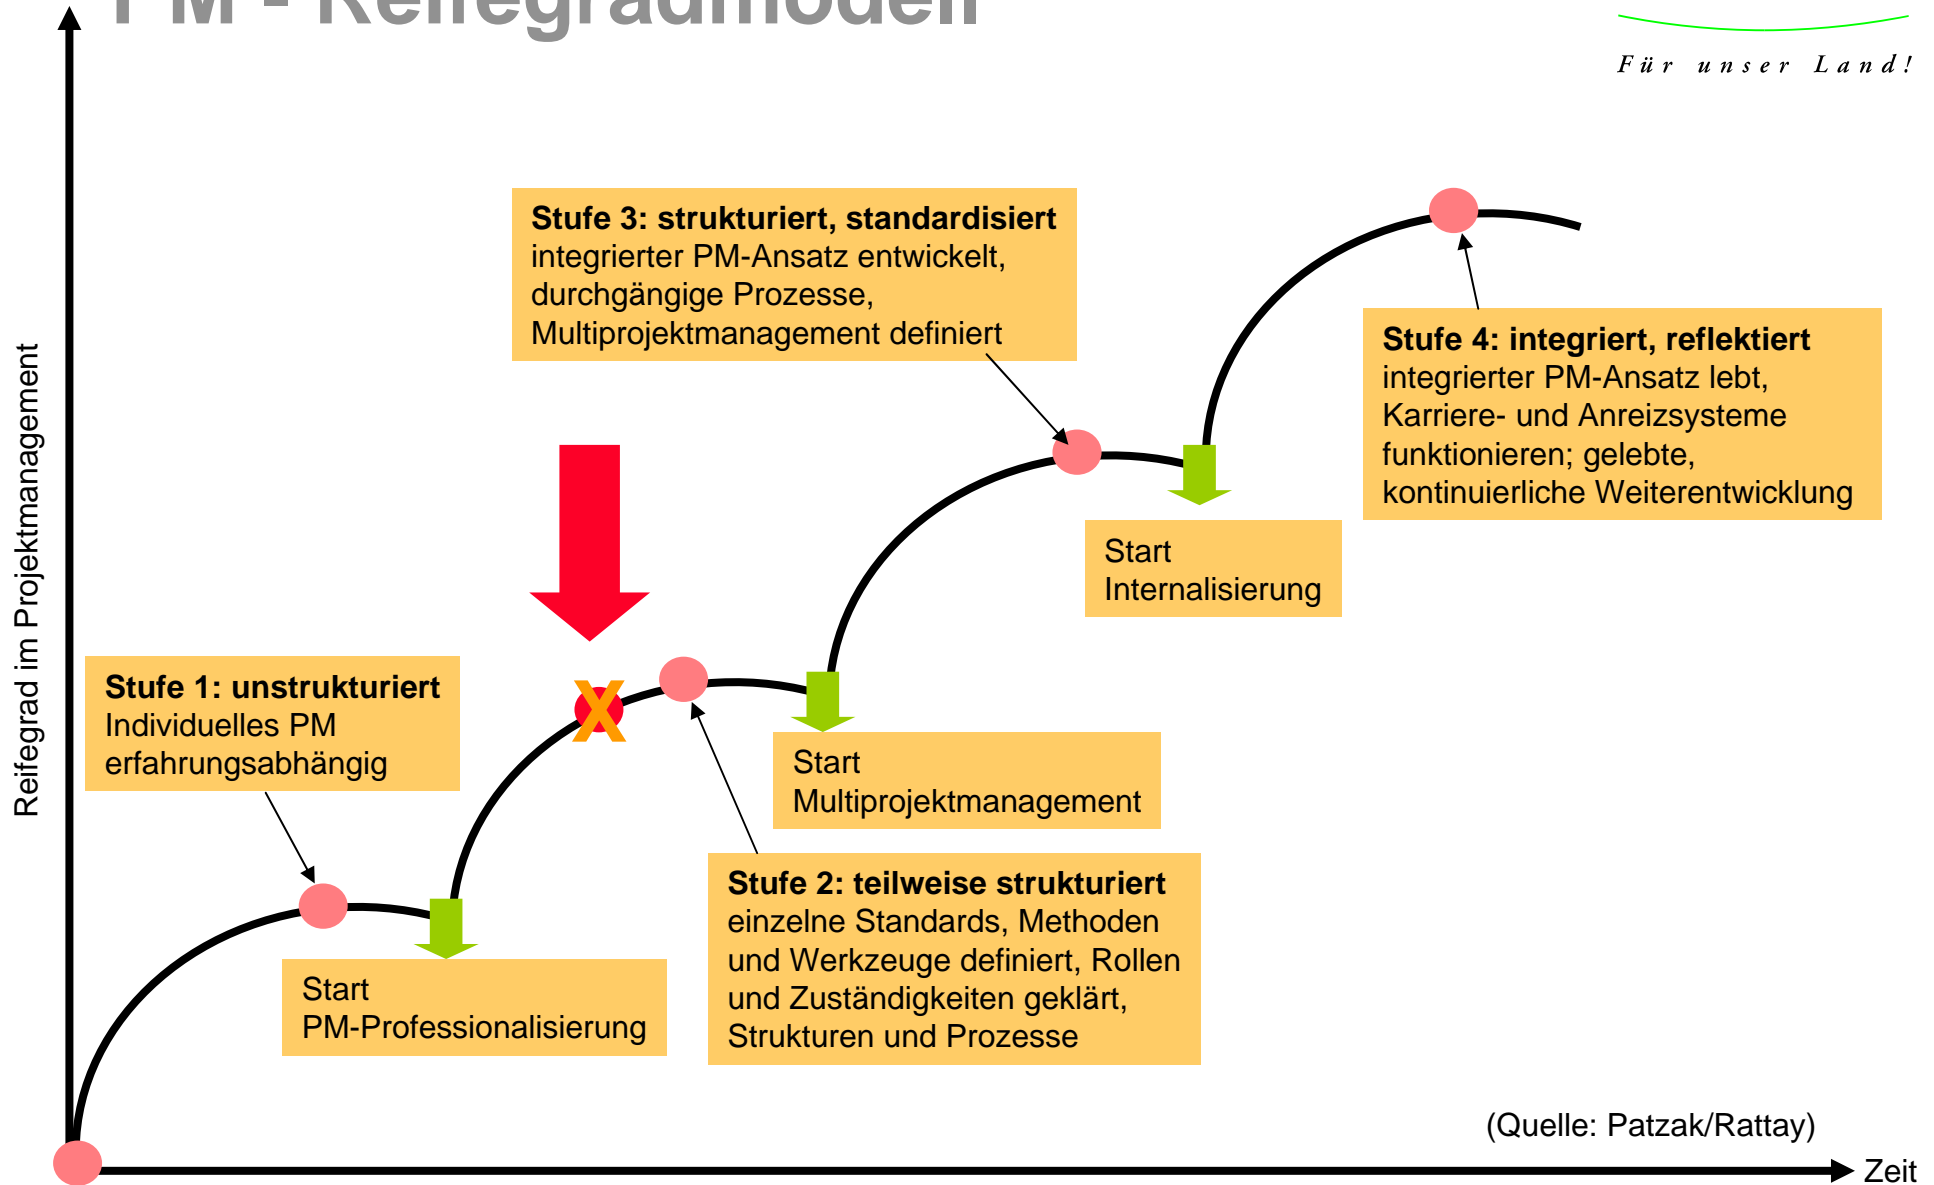 PM - Reifegradmodell
Für unser Land!
Reifegrad im Projektmanagement
Stufe 3: strukturiert, standardisiert
integrierter PM-Ansatz entwickelt,
durchgängige Prozesse,
Multiprojektmanagement definiert
Stufe 4: integriert, reflektiert
integrierter PM-Ansatz lebt,
Karriere- und Anreizsysteme
funktionieren; gelebte,
kontinuierliche Weiterentwicklung
Start
Internalisierung
Stufe 1: unstrukturiert
Individuelles PM
erfahrungsabhängig
X
Start
Multiprojektmanagement
Stufe 2: teilweise strukturiert
einzelne Standards, Methoden
und Werkzeuge definiert, Rollen
und Zuständigkeiten geklärt,
Strukturen und Prozesse
Start
PM-Professionalisierung
(Quelle: Patzak/Rattay)
Zeit